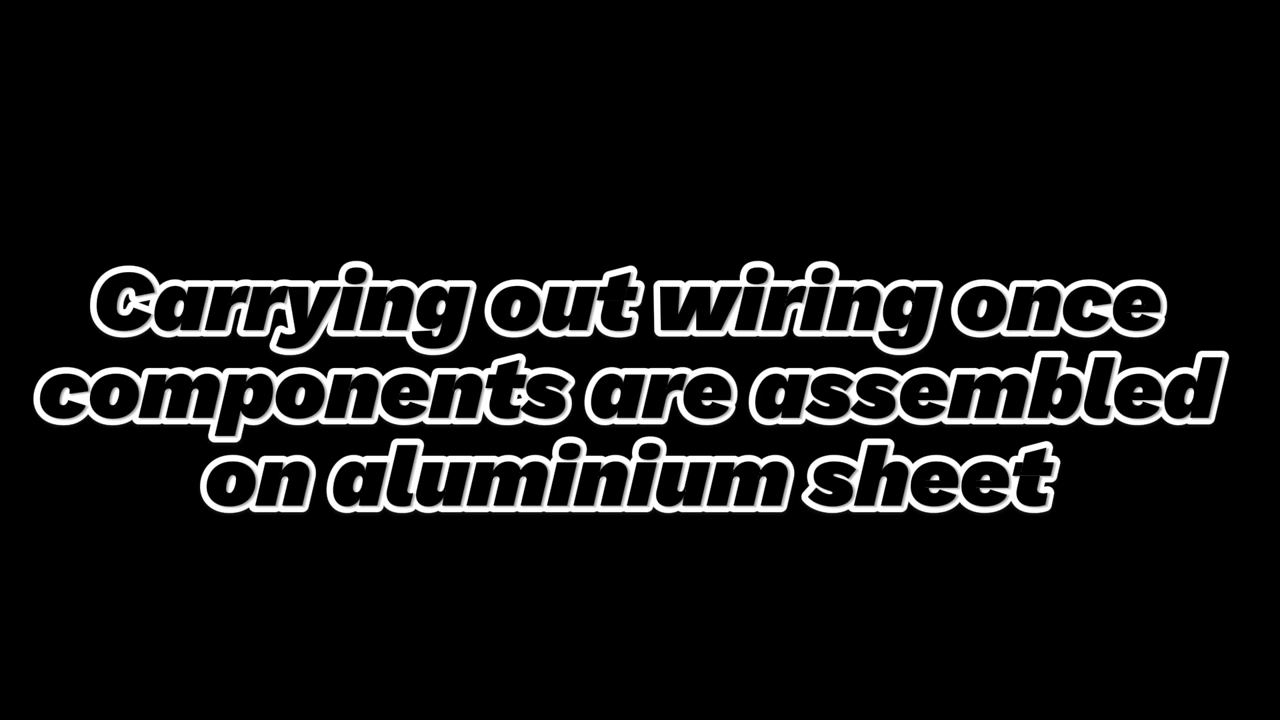 Carrying out wiring once
components are assembled
on aluminium sheet